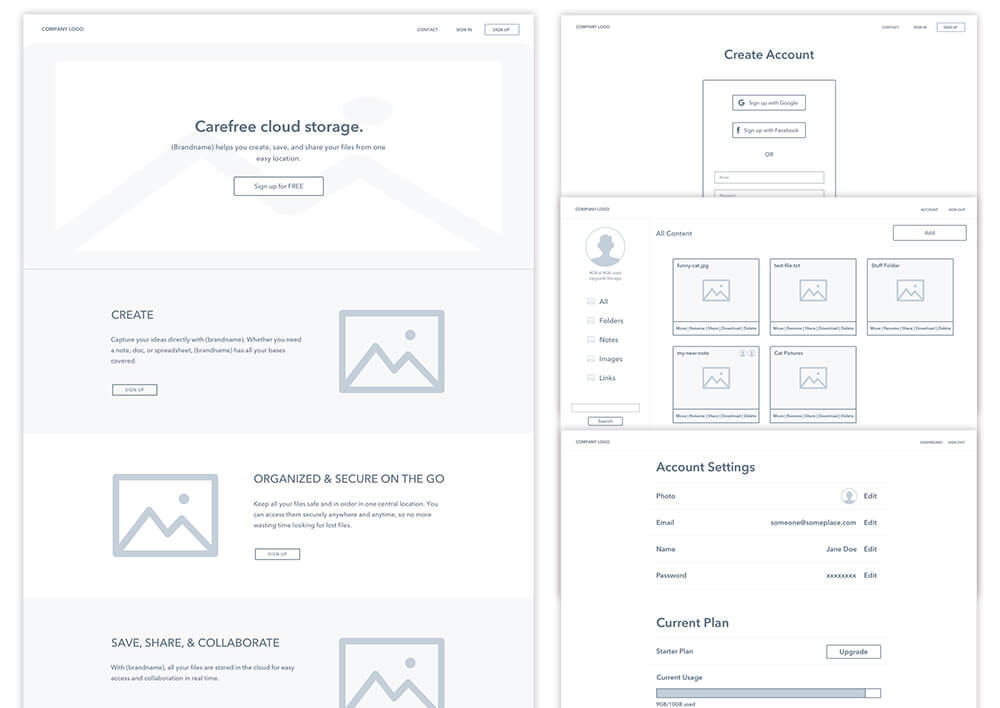 COMPANY LOGO
CONTACT
SIGN IN
SIGN UP
Carefree cloud storage.
(Brandname) helps you create, save, and share your files from one
easy location.
Sign up for FREE
CREATE
Capture your ideas directly with (brandname). Whether you need
a note, doc, or spreadsheet, (brandname) has all your bases
covered.
SIGN UP
ORGANIZED & SECURE ON THE GO
Keep all your files safe and in order in one central location. You
can access them securely anywhere and anytime, so no more
wasting time looking for lost files.
SIGN UP
SAVE, SHARE, & COLLABORATE
With (brandname), all your files are stored in the cloud for easy
access and collaboration in real time.
COMPANY LOGO
CONTACT
SIGN IN
SIGN UP
Create Account
Sign up with Google
Sign up with Facebook
OR
Email
COMPANY LOGO
ACCOUNT
SIGN OUT
All Content
Add
Upgrade Storage
All
Folders
Notes
Images
Links
Search
funny-cat.jpg
Move | Rename | Share | Download | Delete
test-file.txt
Move | Rename | Share | Download | Delete
Stuff Folder
Move | Rename | Share | Download | Delete
my-new-note
Move | Rename | Share | Download | Delete
Cat Pictures
Move | Rename | Share | Download | Delete
COMPANY LOGO
DASHBOARD
SIGN OUT
Account Settings
Photo
Edit
Email
someone@someplace.com
Edit
Name
Jane Doe
Edit
Password
xxxxxxxx
Edit
Current Plan
Starter Plan
Upgrade
Current Usage
9GB/10GB used